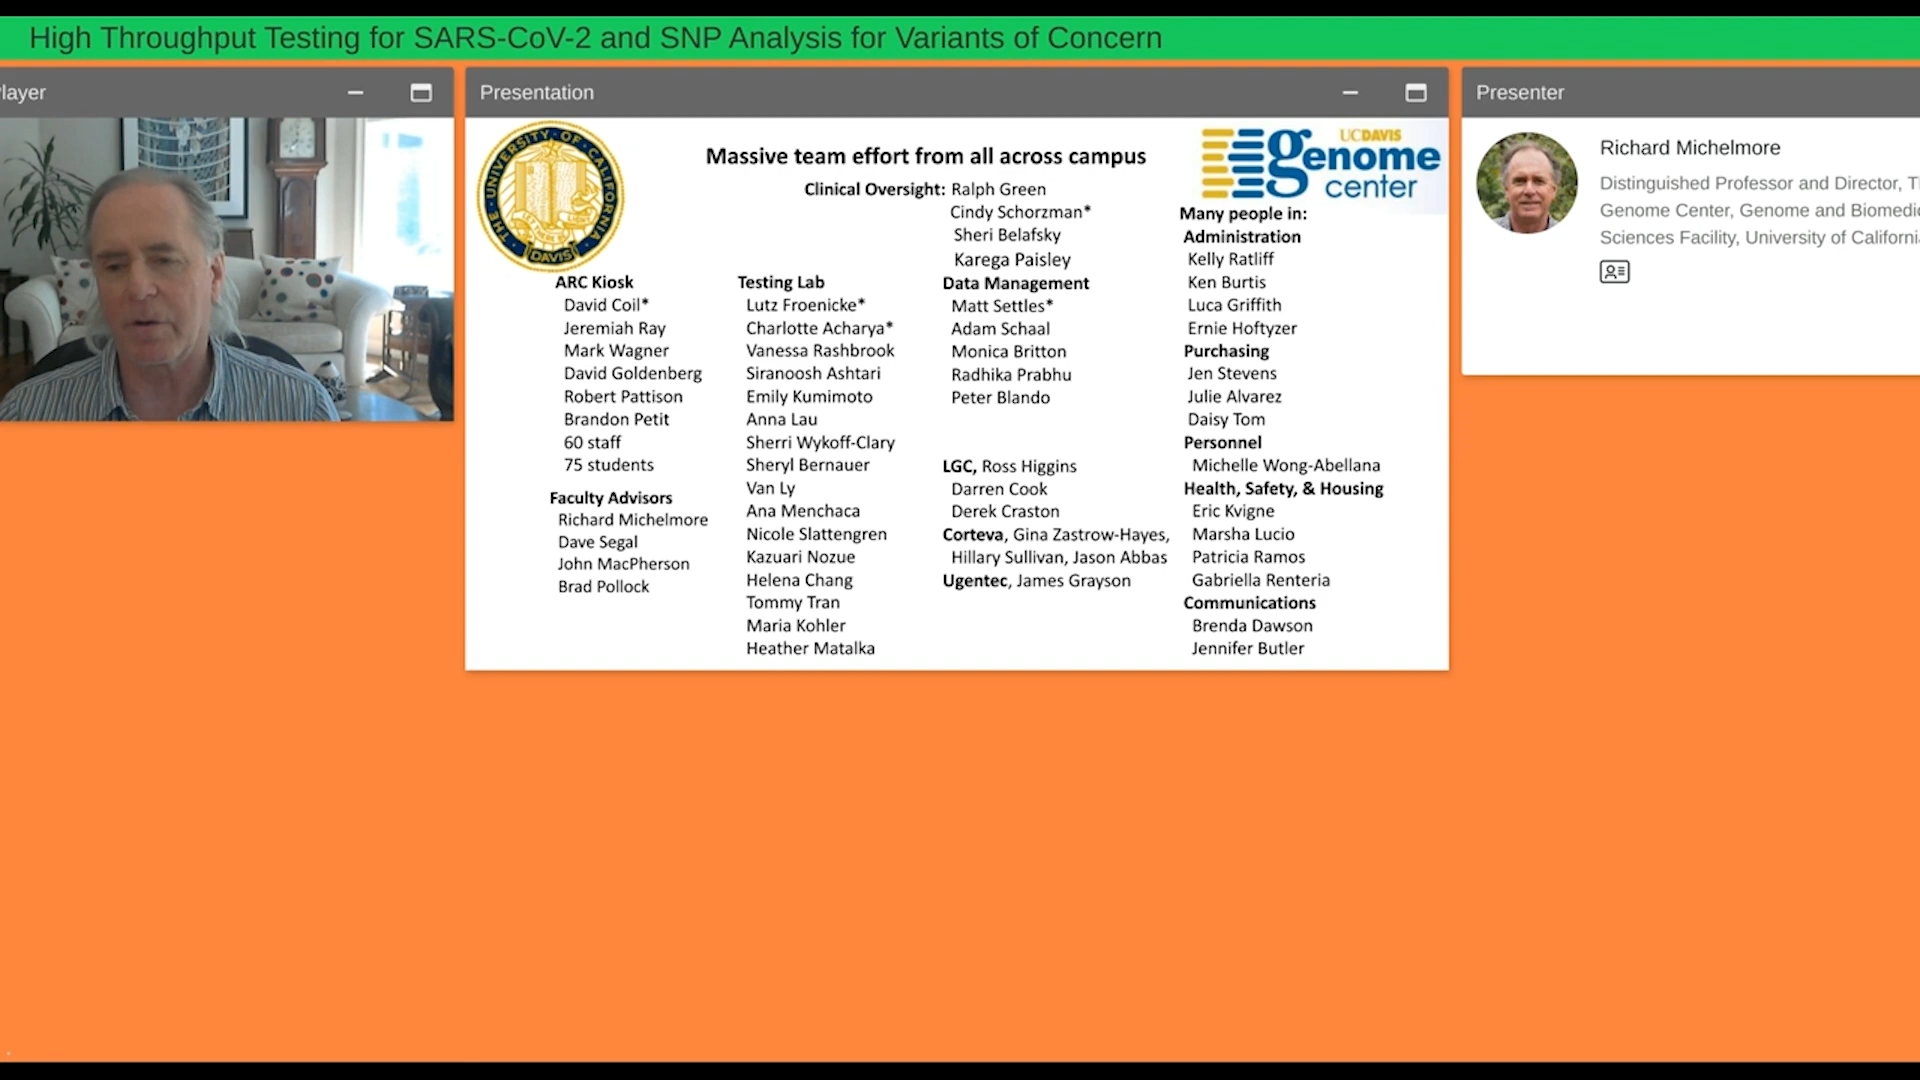 High Throughput Testing for SARS-CoV-2 and SNP Analysis for Variants of Concern
layer
Presentation
Presenter
THE UNIVERSITY OF CALIFORNIA
DAVIS
Massive team effort from all across campus
UCDAVIS
genome
center
Clinical Oversight: Ralph Green
Cindy Schorzman*
Sheri Belafsky
Karega Paisley
ARC Kiosk
David Coil*
Jeremiah Ray
Mark Wagner
David Goldenberg
Robert Pattison
Brandon Petit
60 staff
75 students
Faculty Advisors
Richard Michelmore
Dave Segal
John MacPherson
Brad Pollock
Testing Lab
Lutz Froenicke*
Charlotte Acharya*
Vanessa Rashbrook
Siranoosh Ashtari
Emily Kumimoto
Anna Lau
Sherri Wykoff-Clary
Sheryl Bernauer
Van Ly
Ana Menchaca
Nicole Slattengren
Kazuari Nozue
Helena Chang
Tommy Tran
Maria Kohler
Heather Matalka
Data Management
Matt Settles*
Adam Schaal
Monica Britton
Radhika Prabhu
Peter Blando
LGC, Ross Higgins
Darren Cook
Derek Craston
Corteva, Gina Zastrow-Hayes,
Hillary Sullivan, Jason Abbas
Ugentec, James Grayson
Many people in:
Administration
Kelly Ratliff
Ken Burtis
Luca Griffith
Ernie Hoftyzer
Purchasing
Jen Stevens
Julie Alvarez
Daisy Tom
Personnel
Michelle Wong-Abellana
Health, Safety, & Housing
Eric Kvigne
Marsha Lucio
Patricia Ramos
Gabriella Renteria
Communications
Brenda Dawson
Jennifer Butler
Richard Michelmore
Distinguished Professor and Director, T
Genome Center, Genome and Biomedic
Sciences Facility, University of Californi